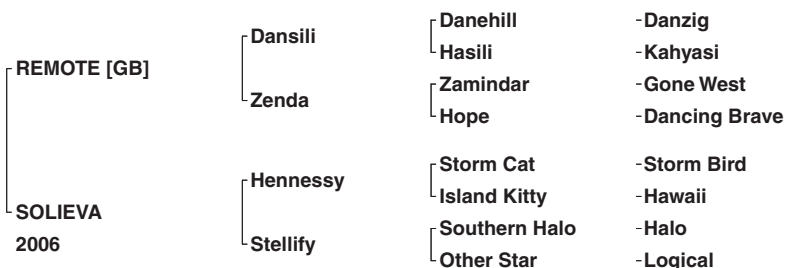 Danehill -Danzig
Dansili
Hasili -Kahyasi
REMOTE [GB]
Zamindar -Gone West
Zenda
Hope -Dancing Brave
Storm Cat -Storm Bird
Hennessy
Island Kitty -Hawaii
SOLIEVA
Southern Halo -Halo
2006 Stellify
Other Star -Logical